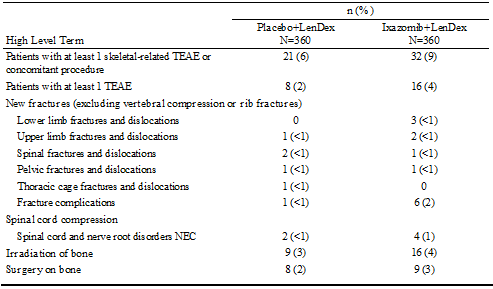 n (%)
Placebo+LenDex Ixazomib+LenDex
High Level Term N=360 N=360
Patients with at least 1 skeletal-related TEAE or 21 (6) 32 (9)
concomitant procedure
Patients with at least 1 TEAE 8 (2) 16 (4)
New fractures (excluding vertebral compression or rib fractures)
Lower limb fractures and dislocations 0 3 (<1)
Upper limb fractures and dislocations 1 (<1) 2 (<1)
Spinal fractures and dislocations 2 (<1) 1 (<1)
Pelvic fractures and dislocations 1 (<1) 1 (<1)
Thoracic cage fractures and dislocations 1 (<1) 0
Fracture complications 1 (<1) 6 (2)
Spinal cord compression
Spinal cord and nerve root disorders NEC 2 (<1) 4 (1)
Irradiation of bone 9 (3) 16 (4)
Surgery on bone 8 (2) 9 (3)